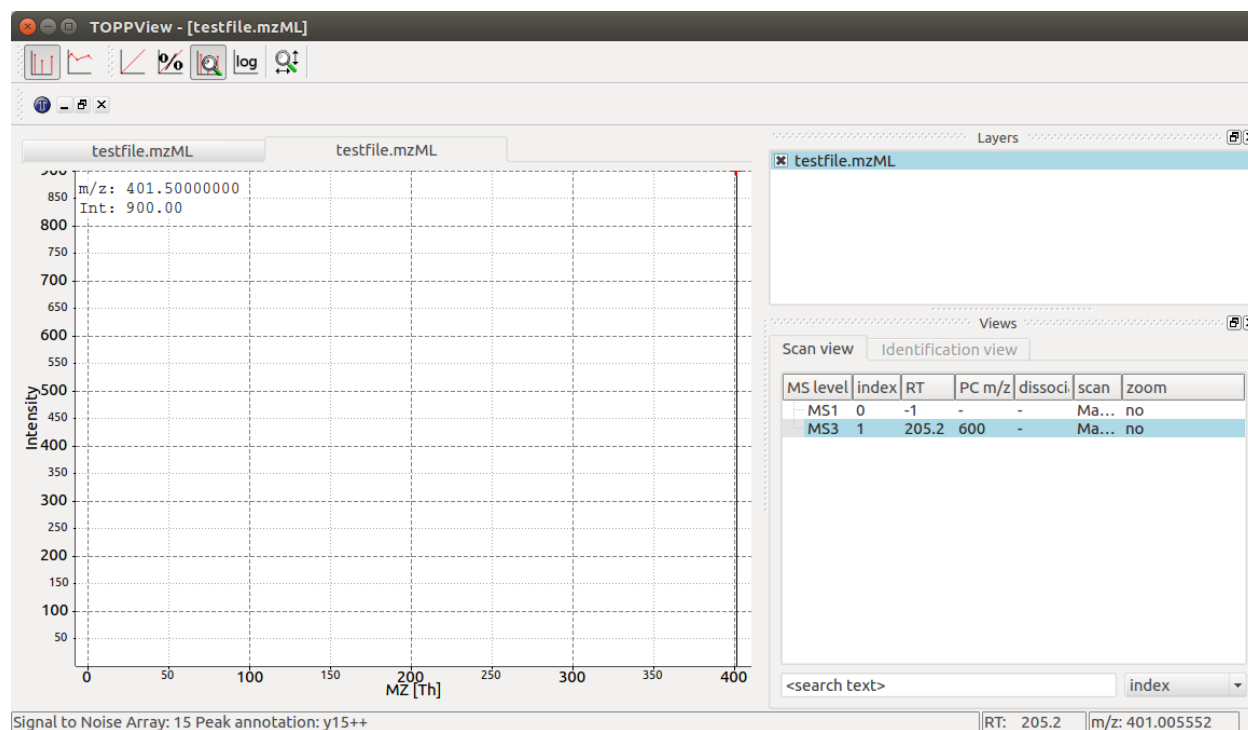 TOPPView - [testfile.mzML]
% log
Layers
testfile.mzML testfile.mzML
testfile.mzML
900
m/z: 401.50000000
850
Int: 900.00
800
750
700
650
600
550
500
450
400
350
300
250
200
150
100
50
Intensity
0 50 100 150 200 250 300 350 400
MZ [Th]
Views
Scan view Identification view
MS level index RT PC m/z dissoci scan zoom
MS1 0 -1 - - Ma... no
MS3 1 205.2 600 - Ma... no
<search text> index
Signal to Noise Array: 15 Peak annotation: y15++ RT: 205.2 m/z: 401.005552